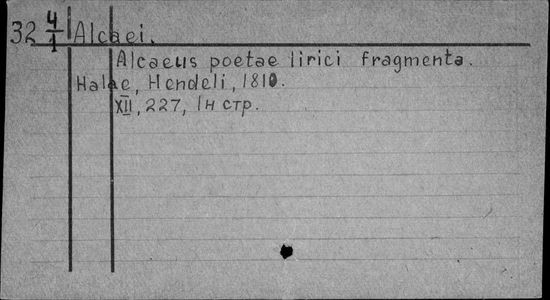 32 4/1 Alcaei.
Alcaeus poetae lirici fragmenta.
Halae, Hendeli, 1810.
XII, 227, 1н стр.